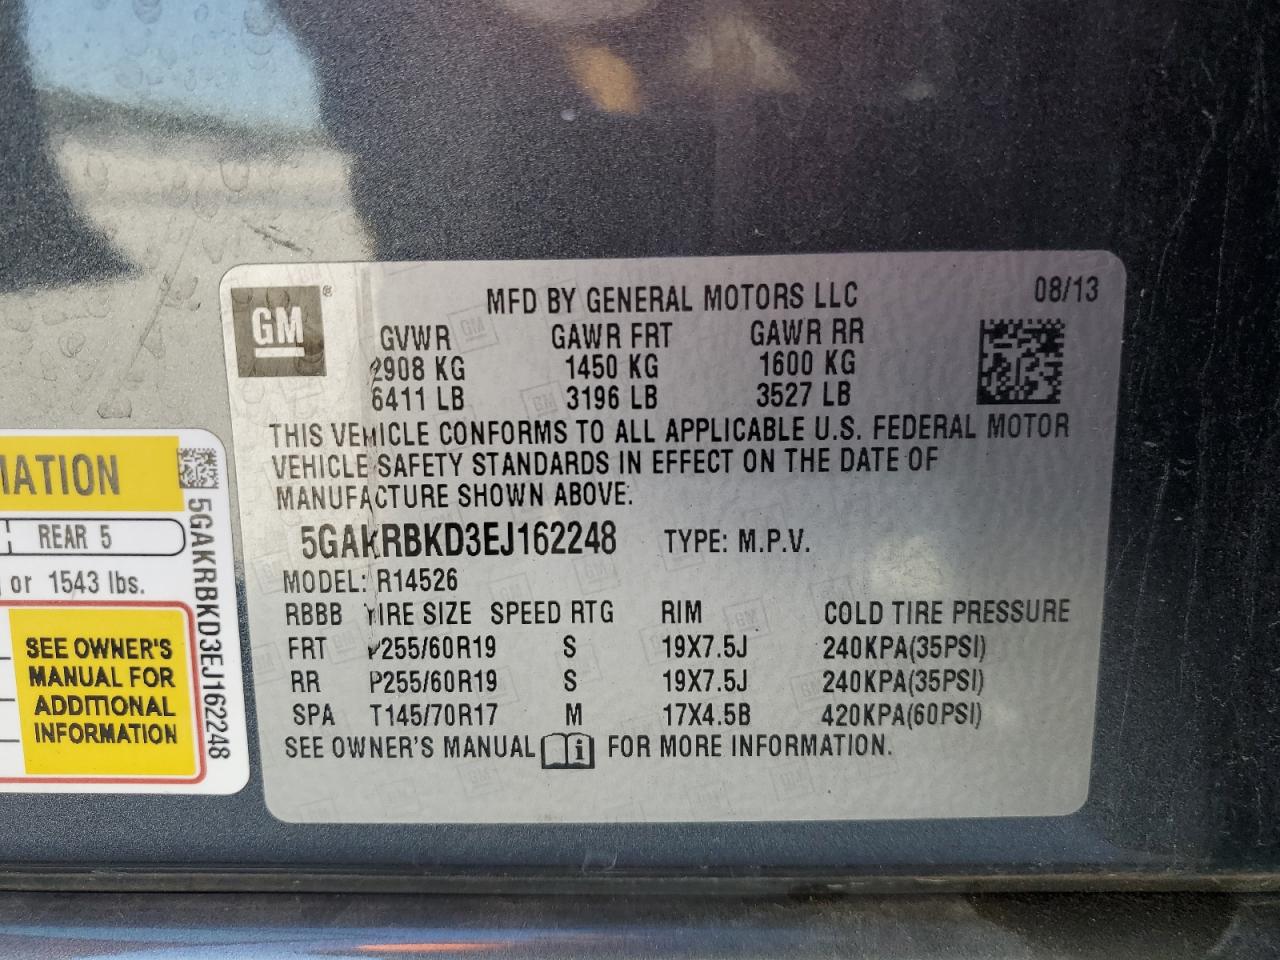 GM ®
MFD BY GENERAL MOTORS LLC 08/13
GVWR GAWR FRT GAWR RR
2908 KG 1450 KG 1600 KG
6411 LB 3196 LB 3527 LB
THIS VEHICLE CONFORMS TO ALL APPLICABLE U.S. FEDERAL MOTOR
VEHICLE SAFETY STANDARDS IN EFFECT ON THE DATE OF
MANUFACTURE SHOWN ABOVE.
5GAKRBKD3EJ162248 TYPE: M.P.V.
MODEL: R14526
RBBB TIRE SIZE SPEED RTG RIM COLD TIRE PRESSURE
FRT P255/60R19 S 19X7.5J 240KPA(35PSI)
RR P255/60R19 S 19X7.5J 240KPA(35PSI)
SPA T145/70R17 M 17X4.5B 420KPA(60PSI)
SEE OWNER'S MANUAL i FOR MORE INFORMATION.
MATION
REAR 5
or 1543 lbs.
SEE OWNER'S
MANUAL FOR
ADDITIONAL
INFORMATION
5GAKRBKD3EJ162248